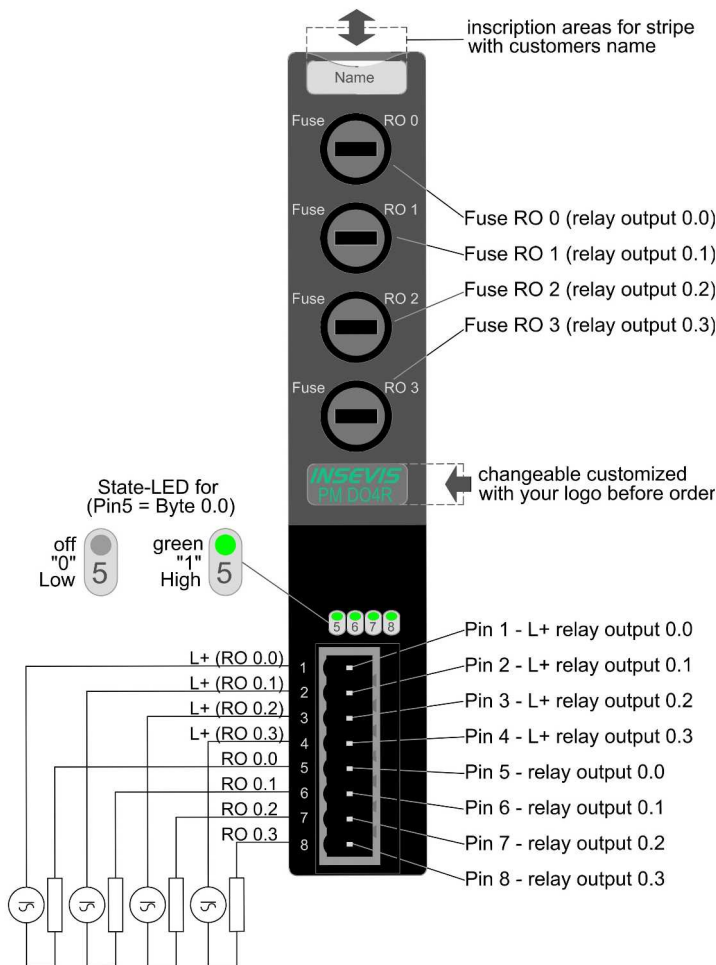 inscription areas for stripe
with customers name
Name
Fuse RO 0
Fuse RO 1
Fuse RO 2
Fuse RO 3
Fuse RO 0 (relay output 0.0)
Fuse RO 1 (relay output 0.1)
Fuse RO 2 (relay output 0.2)
Fuse RO 3 (relay output 0.3)
INSEVIS
PM DO4R
changeable customized
with your logo before order
State-LED for
(Pin5 = Byte 0.0)
off
"0"
Low
5
green
"1"
High
5
5 6 7 8
L+ (RO 0.0) 1
L+ (RO 0.1) 2
L+ (RO 0.2) 3
L+ (RO 0.3) 4
RO 0.0 5
RO 0.1 6
RO 0.2 7
RO 0.3 8
Pin 1 - L+ relay output 0.0
Pin 2 - L+ relay output 0.1
Pin 3 - L+ relay output 0.2
Pin 4 - L+ relay output 0.3
Pin 5 - relay output 0.0
Pin 6 - relay output 0.1
Pin 7 - relay output 0.2
Pin 8 - relay output 0.3